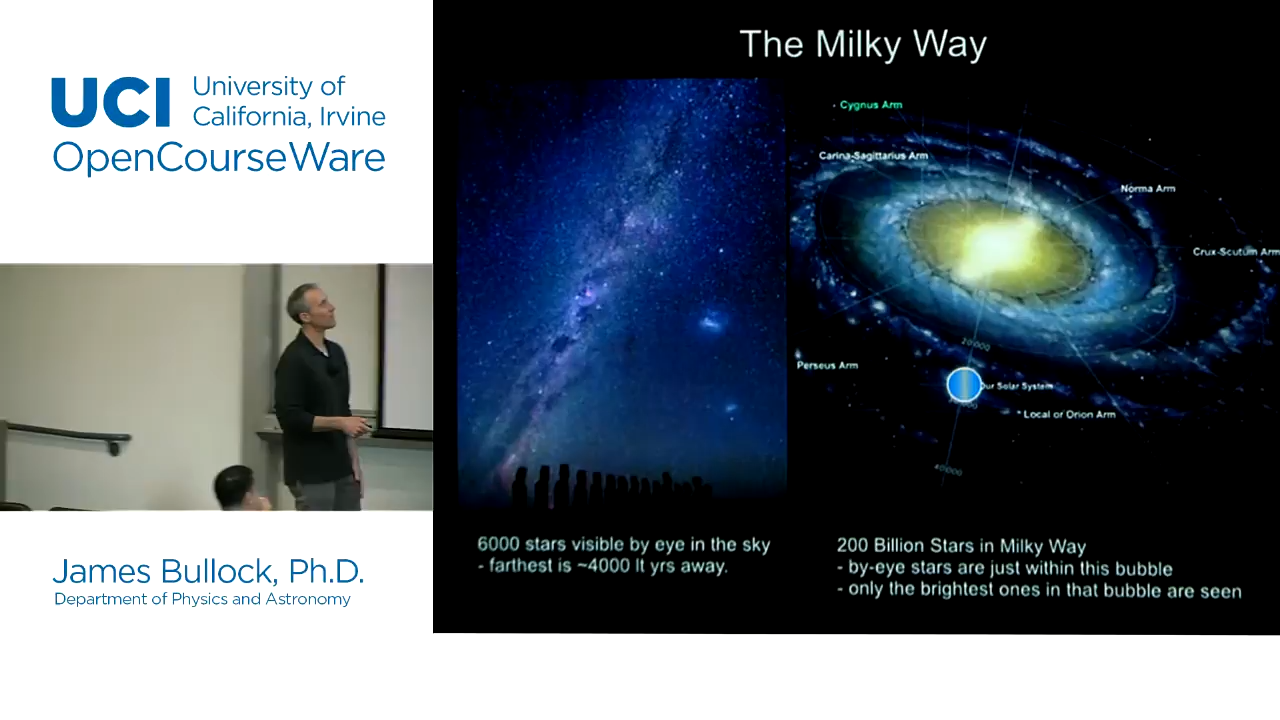 UCI
University of
California, Irvine
OpenCourseWare
The Milky Way
Cygnus Arm
Carina-Sagittarius Arm
Norma Arm
Crux-Scutum Arm
Perseus Arm
Our Solar System
Local or Orion Arm
40000
6000 stars visible by eye in the sky
- farthest is ~4000 lt yrs away.
200 Billion Stars in Milky Way
- by-eye stars are just within this bubble
- only the brightest ones in that bubble are seen
James Bullock, Ph.D.
Department of Physics and Astronomy